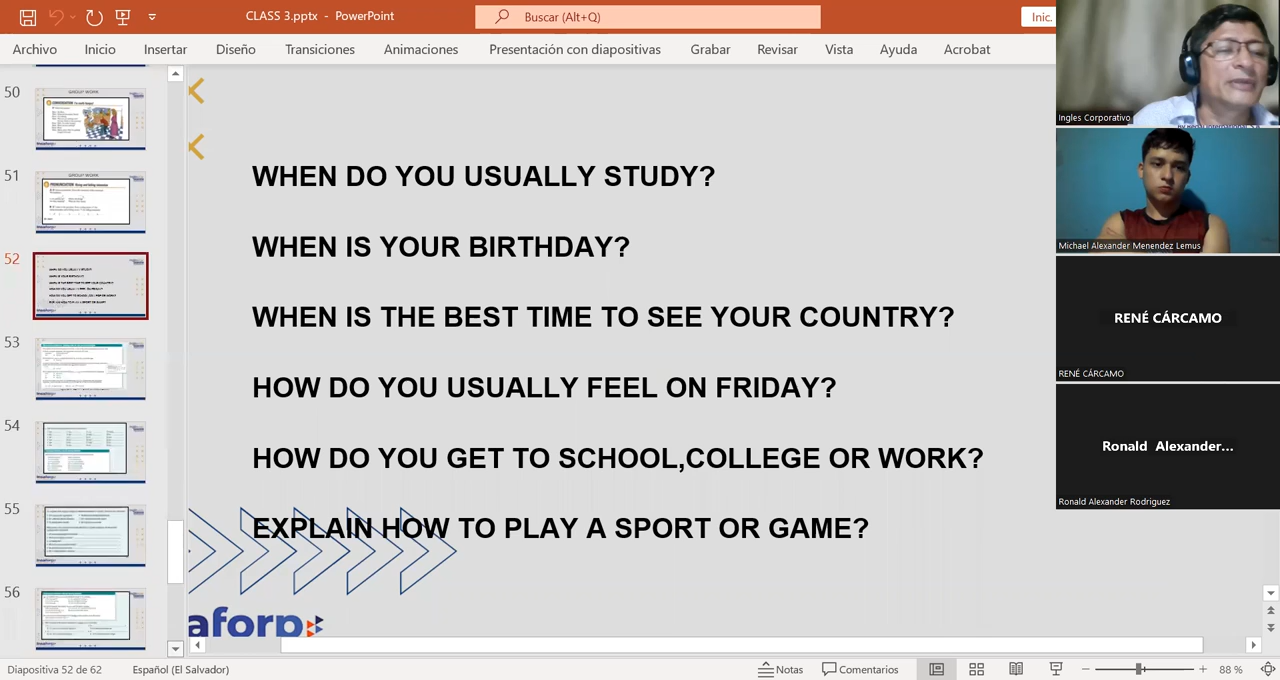 CLASS 3.pptx - PowerPoint
Buscar (Alt+Q)
Inic.
Archivo Inicio Insertar Diseño Transiciones Animaciones Presentación con diapositivas Grabar Revisar Vista Ayuda Acrobat
50
51
52
53
54
55
56
WHEN DO YOU USUALLY STUDY?
WHEN IS YOUR BIRTHDAY?
WHEN IS THE BEST TIME TO SEE YOUR COUNTRY?
HOW DO YOU USUALLY FEEL ON FRIDAY?
HOW DO YOU GET TO SCHOOL,COLLEGE OR WORK?
EXPLAIN HOW TO PLAY A SPORT OR GAME?
aforp
Ingles Corporativo
Michael Alexander Menendez Lemus
RENÉ CÁRCAMO
RENÉ CÁRCAMO
Ronald Alexander...
Ronald Alexander Rodriguez
Diapositiva 52 de 62 Español (El Salvador) Notas Comentarios 88 %